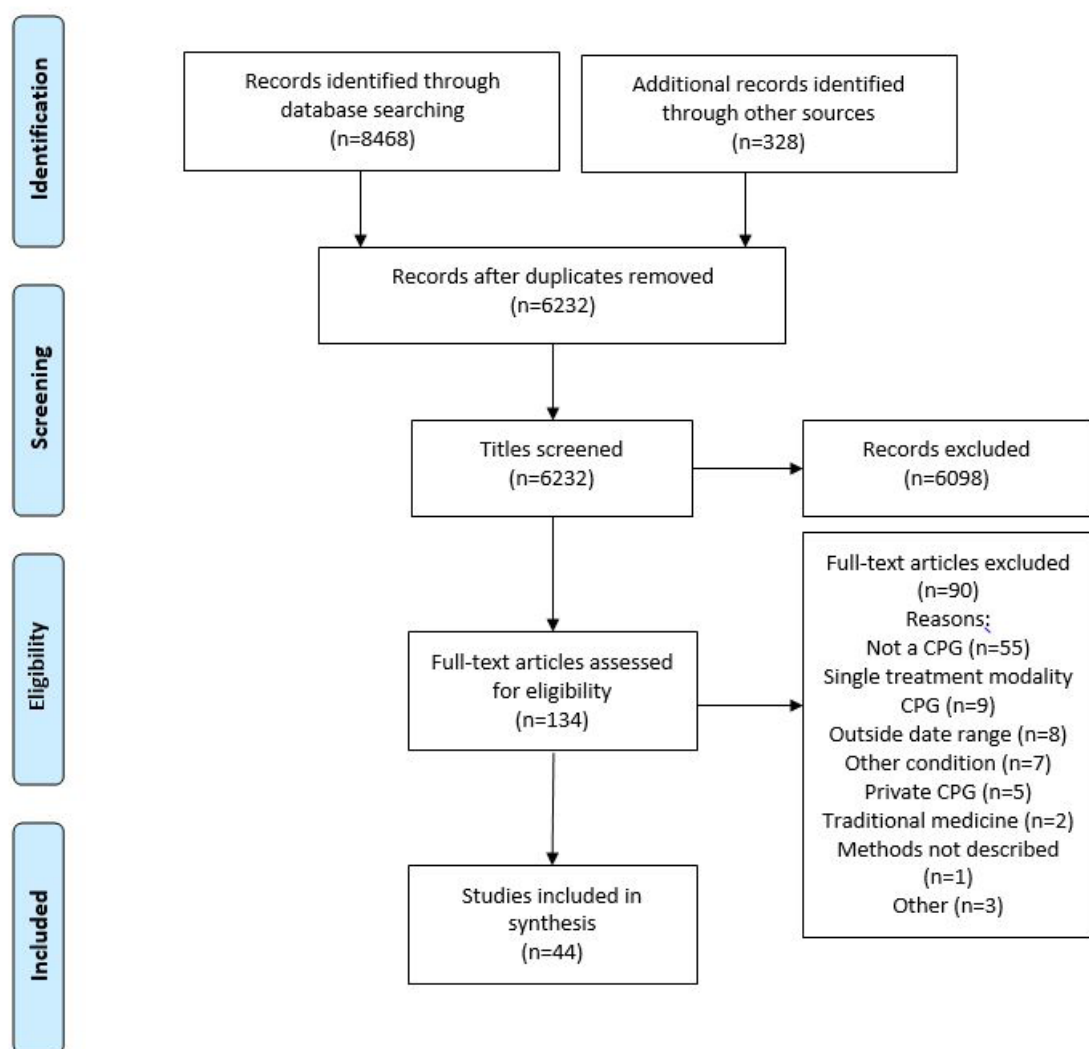 Identification
Records identified through
database searching
(n=8468)
Additional records identified
through other sources
(n=328)
Records after duplicates removed
(n=6232)
Screening
Titles screened
(n=6232)
Records excluded
(n=6098)
Eligibility
Full-text articles assessed
for eligibility
(n=134)
Full-text articles excluded
(n=90)
Reasons:
Not a CPG (n=55)
Single treatment modality
CPG (n=9)
Outside date range (n=8)
Other condition (n=7)
Private CPG (n=5)
Traditional medicine (n=2)
Methods not described
(n=1)
Other (n=3)
Included
Studies included in
synthesis
(n=44)